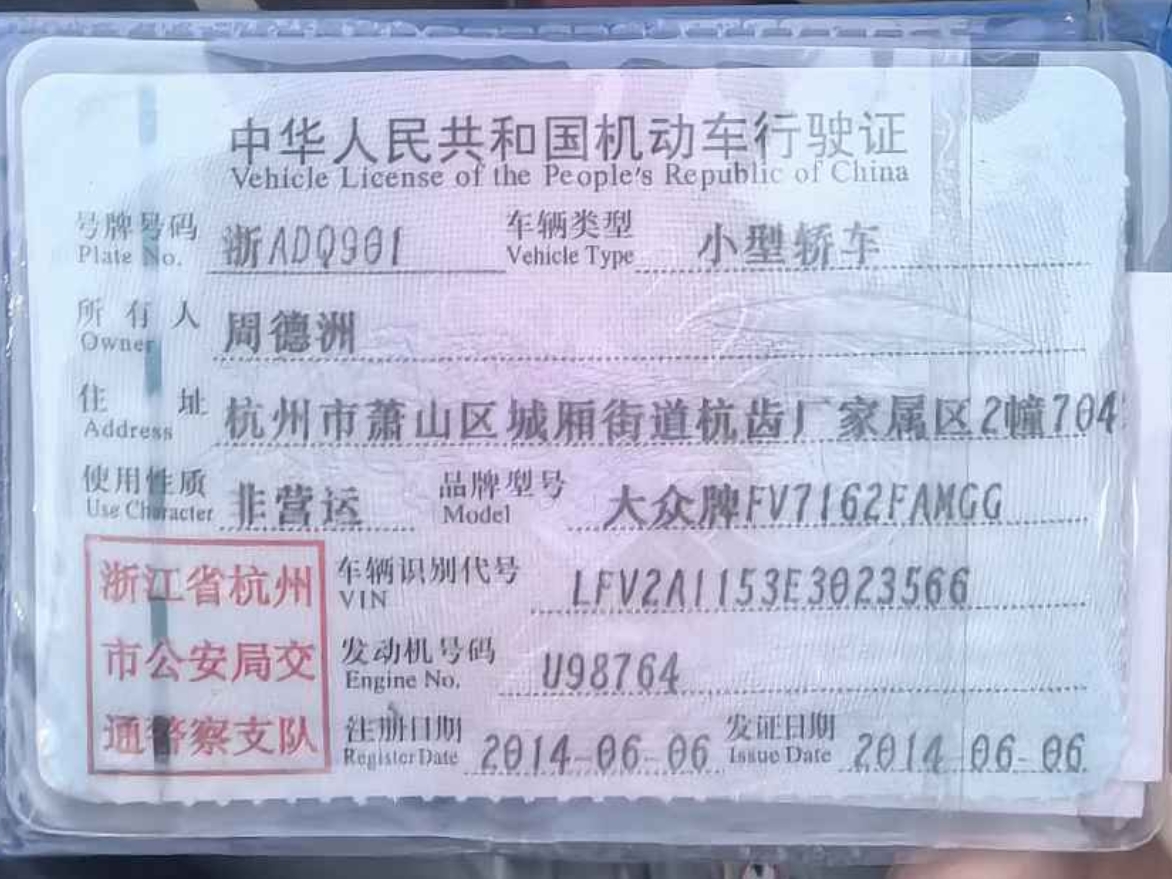 中华人民共和国机动车行驶证
Vehicle License of the People's Republic of China
号牌号码 浙ADQ901 车辆类型 小型轿车
Plate No. Vehicle Type
所有人 周德洲
Owner
住址 杭州市萧山区城厢街道杭齿厂家属区2幢704
Address
使用性质 非营运 品牌型号 大众牌FV7162FAMGG
Use Character Model
浙江省杭州 车辆识别代号 LFV2A1153E3023566
VIN
市公安局交 发动机号码 U98764
Engine No.
通警察支队 注册日期 2014-06-06 发证日期 2014-06-06
Register Date Issue Date